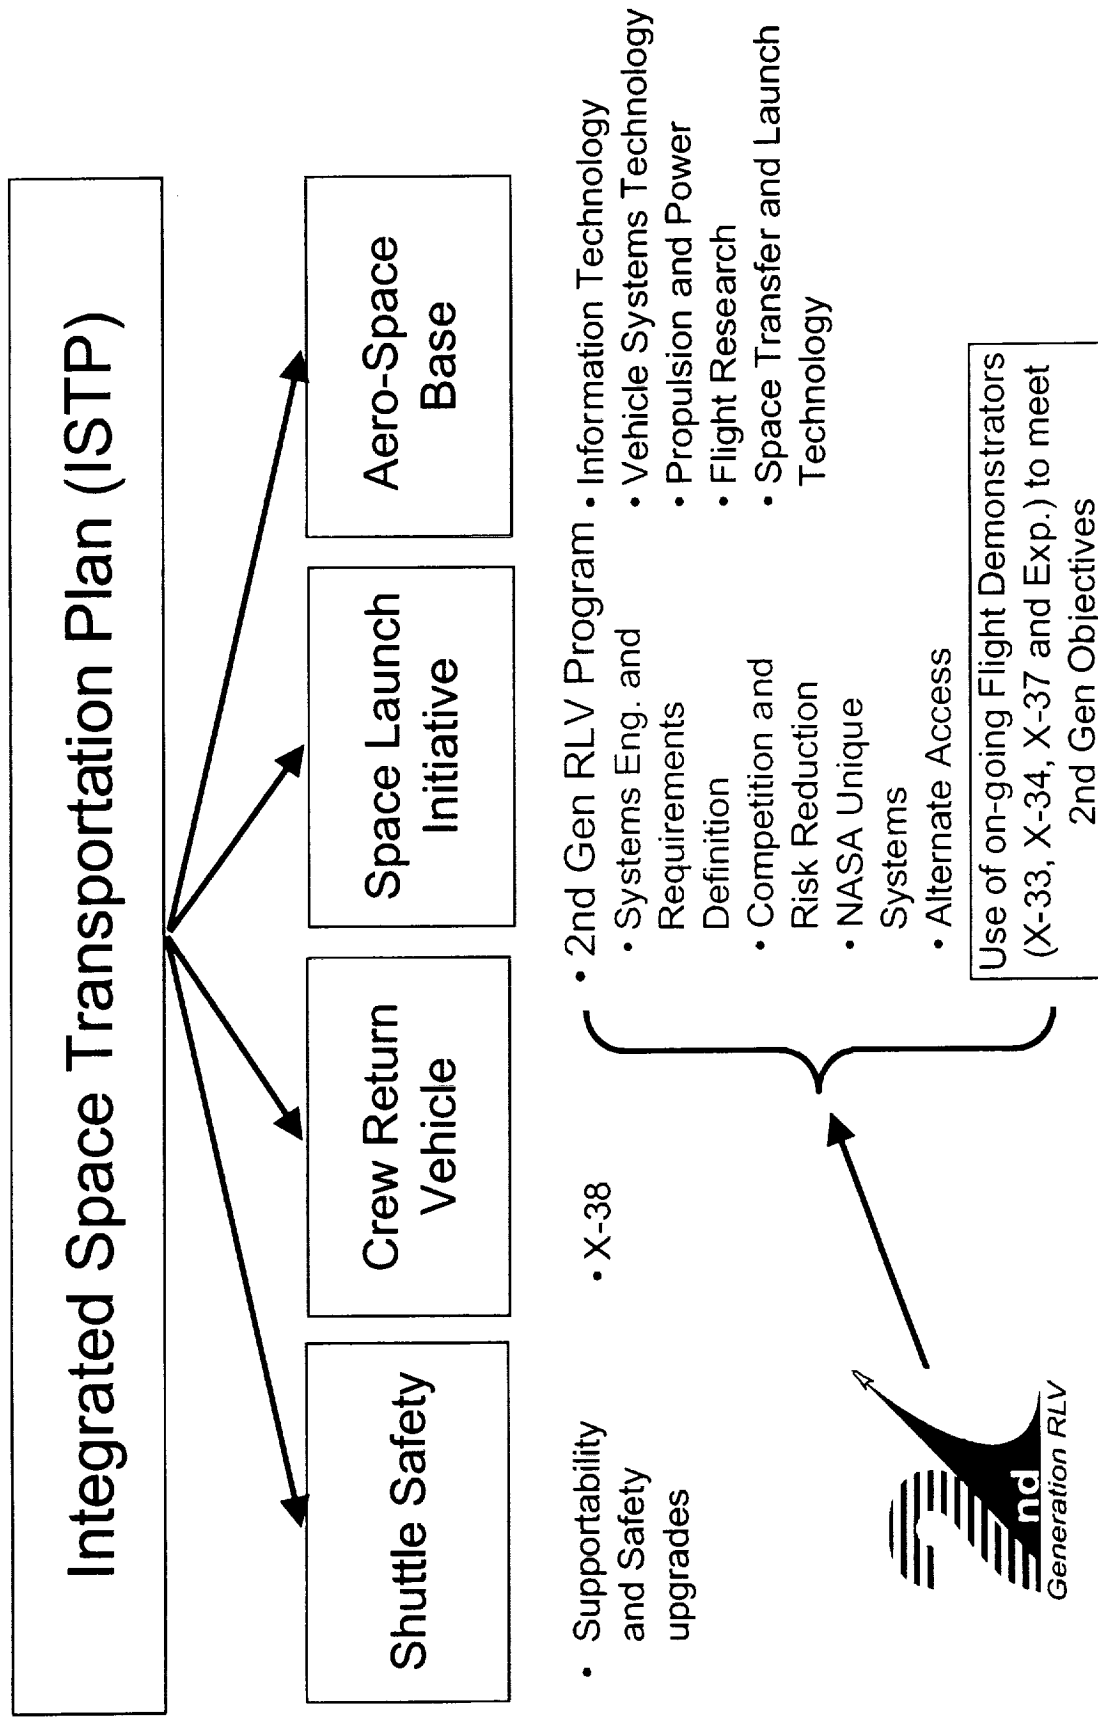 Integrated Space Transportation Plan (ISTP)
Shuttle Safety
Crew Return
Vehicle
Space Launch
Initiative
Aero-Space
Base
• Supportability
and Safety
upgrades
• X-38
• 2nd Gen RLV Program
• Systems Eng. and
Requirements
Definition
• Competition and
Risk Reduction
• NASA Unique
Systems
• Alternate Access
• Information Technology
• Vehicle Systems Technology
• Propulsion and Power
• Flight Research
• Space Transfer and Launch
Technology
Use of on-going Flight Demonstrators
(X-33, X-34, X-37 and Exp.) to meet
2nd Gen Objectives
2nd
Generation RLV